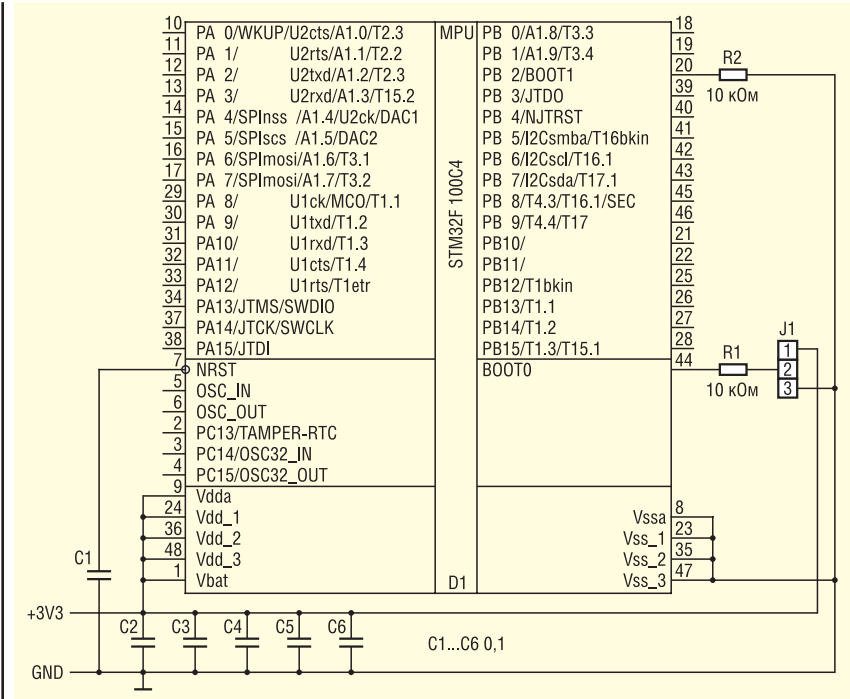 10 PA 0/WKUP/U2cts/A1.0/T2.3
11 PA 1/ U2rts/A1.1/T2.2
12 PA 2/ U2txd/A1.2/T2.3
13 PA 3/ U2rxd/A1.3/T15.2
14 PA 4/SPInss /A1.4/U2ck/DAC1
15 PA 5/SPIscs /A1.5/DAC2
16 PA 6/SPImosi/A1.6/T3.1
17 PA 7/SPImosi/A1.7/T3.2
29 PA 8/ U1ck/MCO/T1.1
30 PA 9/ U1txd/T1.2
31 PA10/ U1rxd/T1.3
32 PA11/ U1cts/T1.4
33 PA12/ U1rts/T1etr
34 PA13/JTMS/SWDIO
37 PA14/JTCK/SWCLK
38 PA15/JTDI
7 NRST
5 OSC_IN
6 OSC_OUT
2 PC13/TAMPER-RTC
3 PC14/OSC32_IN
4 PC15/OSC32_OUT
9 Vdda
24 Vdd_1
36 Vdd_2
48 Vdd_3
1 Vbat
MPU
STM32F 100C4
D1
PB 0/A1.8/T3.3 18
PB 1/A1.9/T3.4 19
PB 2/BOOT1 20
PB 3/JTDO 39
PB 4/NJTRST 40
PB 5/I2Csmba/T16bkin 41
PB 6/I2Cscl/T16.1 42
PB 7/I2Csda/T17.1 43
PB 8/T4.3/T16.1/SEC 45
PB 9/T4.4/T17 46
PB10/ 21
PB11/ 22
PB12/T1bkin 25
PB13/T1.1 26
PB14/T1.2 27
PB15/T1.3/T15.1 28
BOOT0 44
Vssa 8
Vss_1 23
Vss_2 35
Vss_3 47
R2
10 кОм
R1
10 кОм
J1
1
2
3
C1
+3V3
C2 C3 C4 C5 C6
C1...C6 0,1
GND